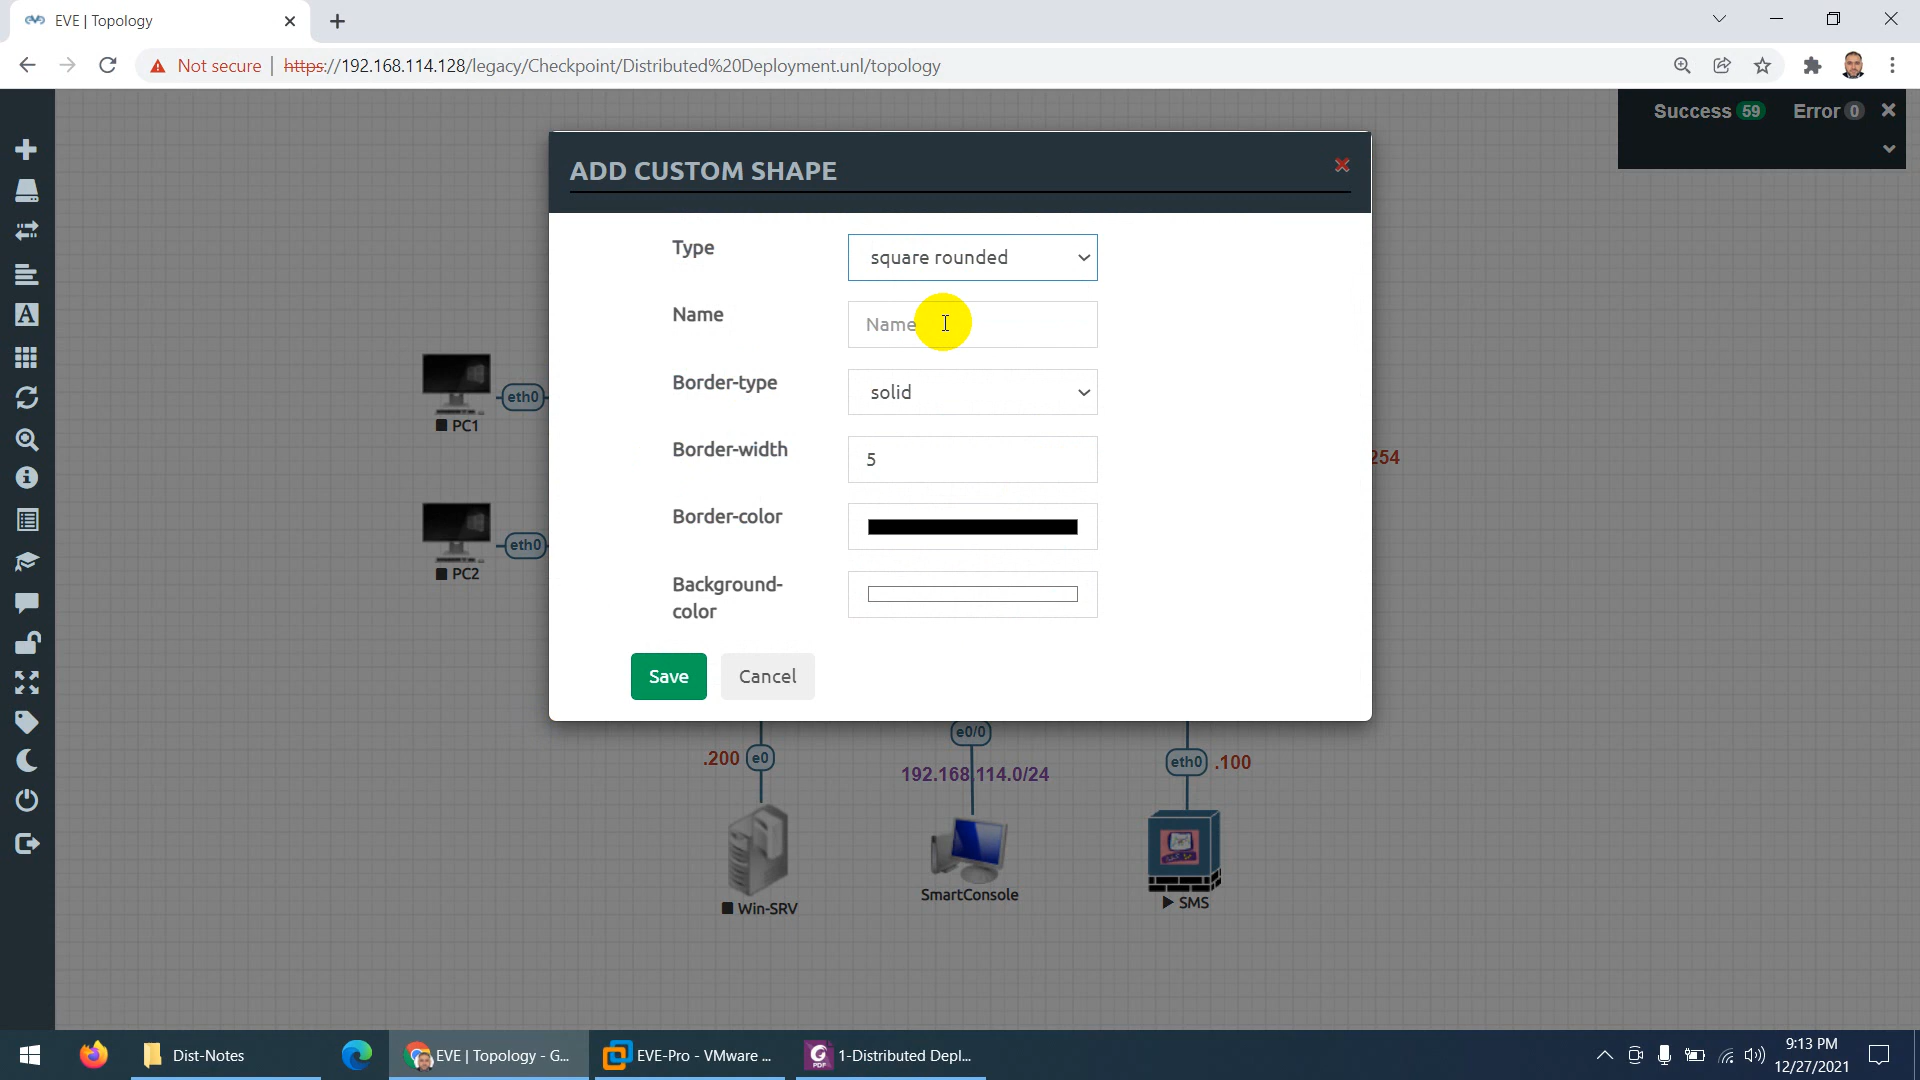 EVE | Topology
Not secure | https://192.168.114.128/legacy/Checkpoint/Distributed%20Deployment.unl/topology
Success 59 Error 0
ADD CUSTOM SHAPE
Type
square rounded
Name
Name
Border-type
solid
Border-width
5
Border-color
Background-
color
Save
Cancel
eth0
PC1
254
eth0
PC2
.200
e0
e0/0
192.168.114.0/24
eth0
.100
Win-SRV
SmartConsole
SMS
Dist-Notes
EVE | Topology - G...
EVE-Pro - VMware ...
PDF
1-Distributed Depl...
9:13 PM
12/27/2021